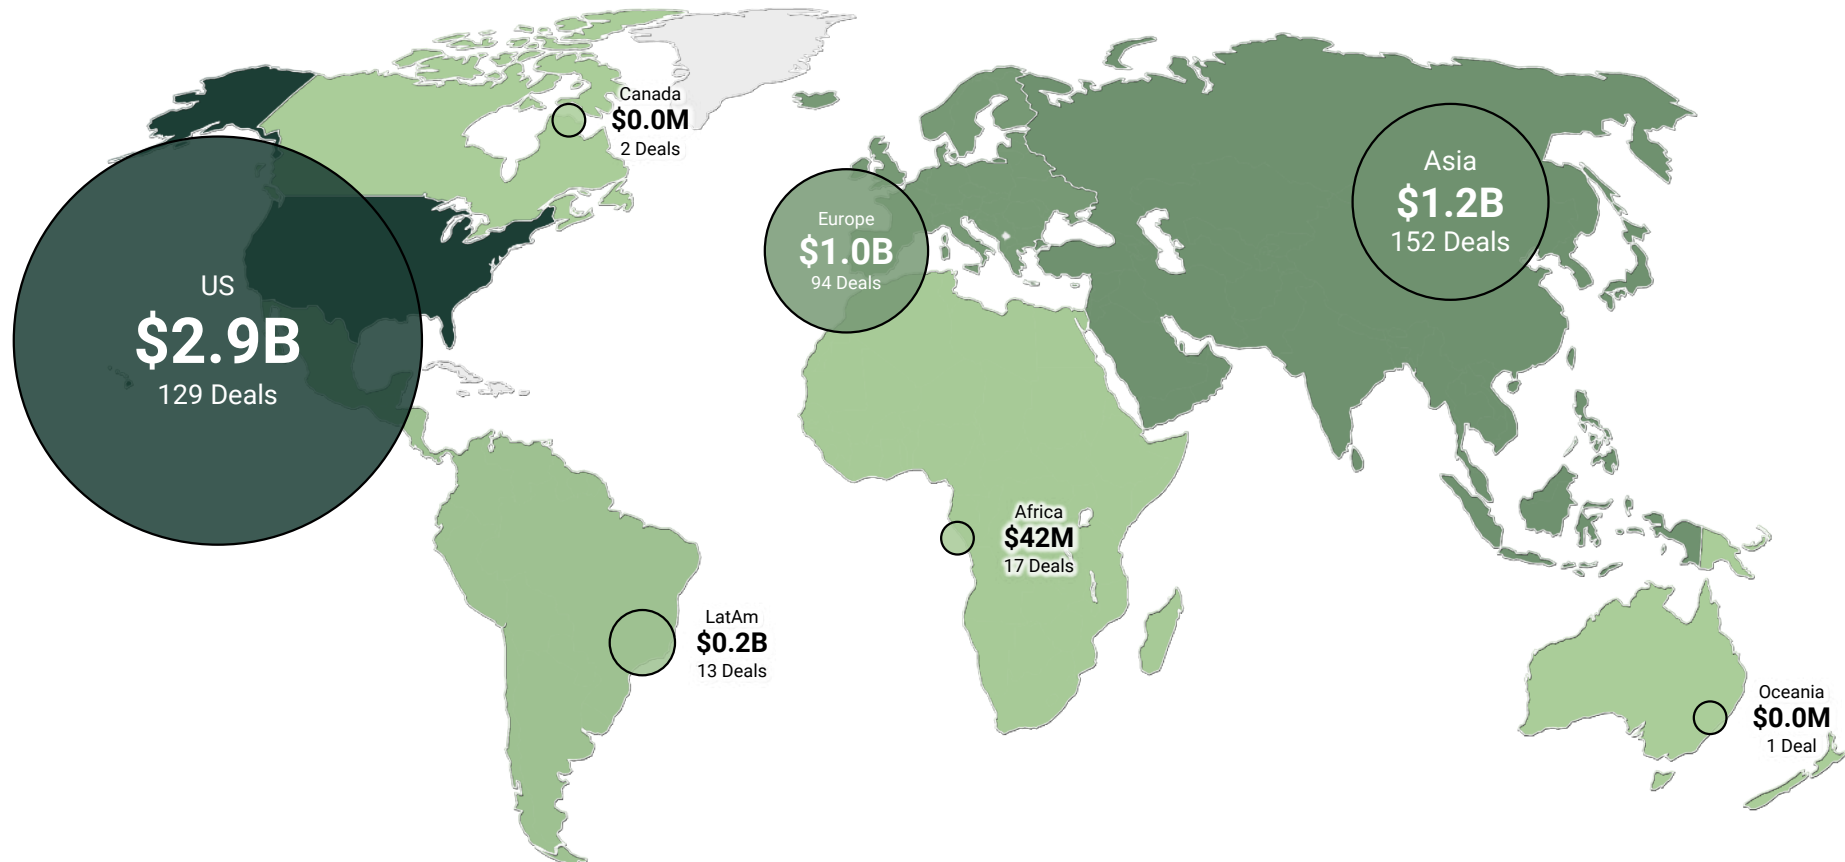 Canada
$0.0M
2 Deals
Asia
$1.2B
152 Deals
Europe
$1.0B
94 Deals
US
$2.9B
129 Deals
Africa
$42M
17 Deals
LatAm
$0.2B
13 Deals
Oceania
$0.0M
1 Deal